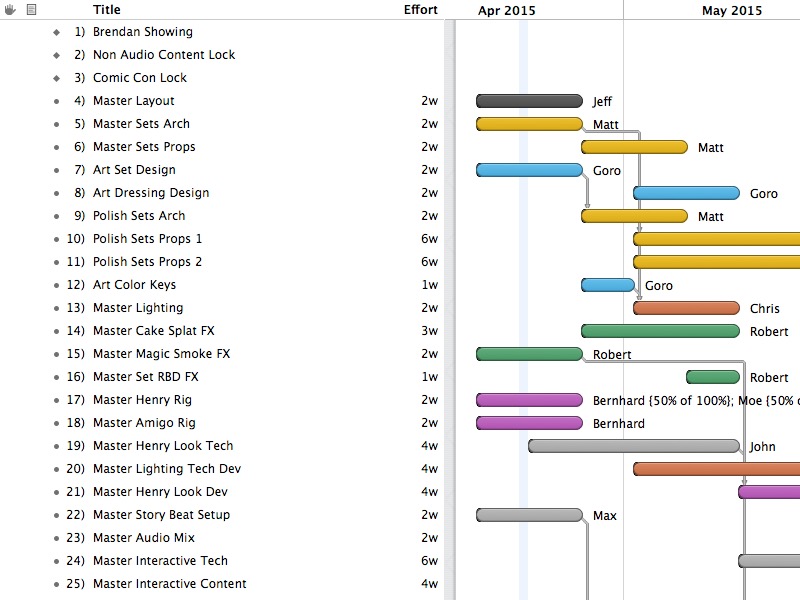 Title Effort Apr 2015 May 2015
1) Brendan Showing
2) Non Audio Content Lock
3) Comic Con Lock
4) Master Layout 2w Jeff
5) Master Sets Arch 2w Matt
6) Master Sets Props 2w Matt
7) Art Set Design 2w Goro
8) Art Dressing Design 2w Goro
9) Polish Sets Arch 2w Matt
10) Polish Sets Props 1 6w
11) Polish Sets Props 2 6w
12) Art Color Keys 1w Goro
13) Master Lighting 2w Chris
14) Master Cake Splat FX 3w Robert
15) Master Magic Smoke FX 2w Robert
16) Master Set RBD FX 1w Robert
17) Master Henry Rig 2w Bernhard {50% of 100%}; Moe {50%
18) Master Amigo Rig 2w Bernhard
19) Master Henry Look Tech 4w John
20) Master Lighting Tech Dev 4w
21) Master Henry Look Dev 4w
22) Master Story Beat Setup 2w Max
23) Master Audio Mix 2w
24) Master Interactive Tech 6w
25) Master Interactive Content 4w